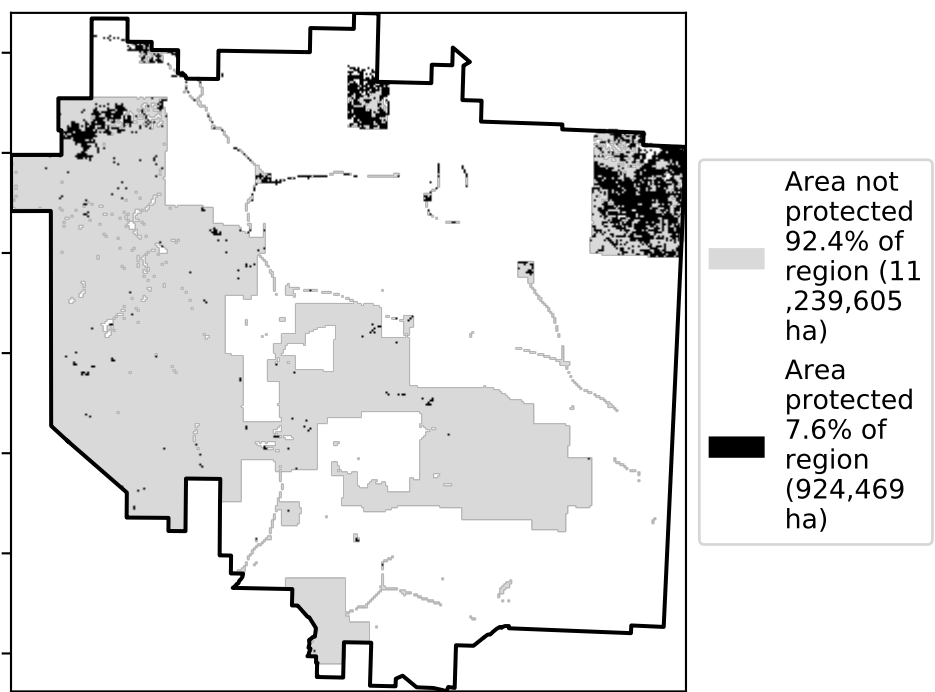 Area not
protected
92.4% of
region (11
,239,605
ha)
Area
protected
7.6% of
region
(924,469
ha)